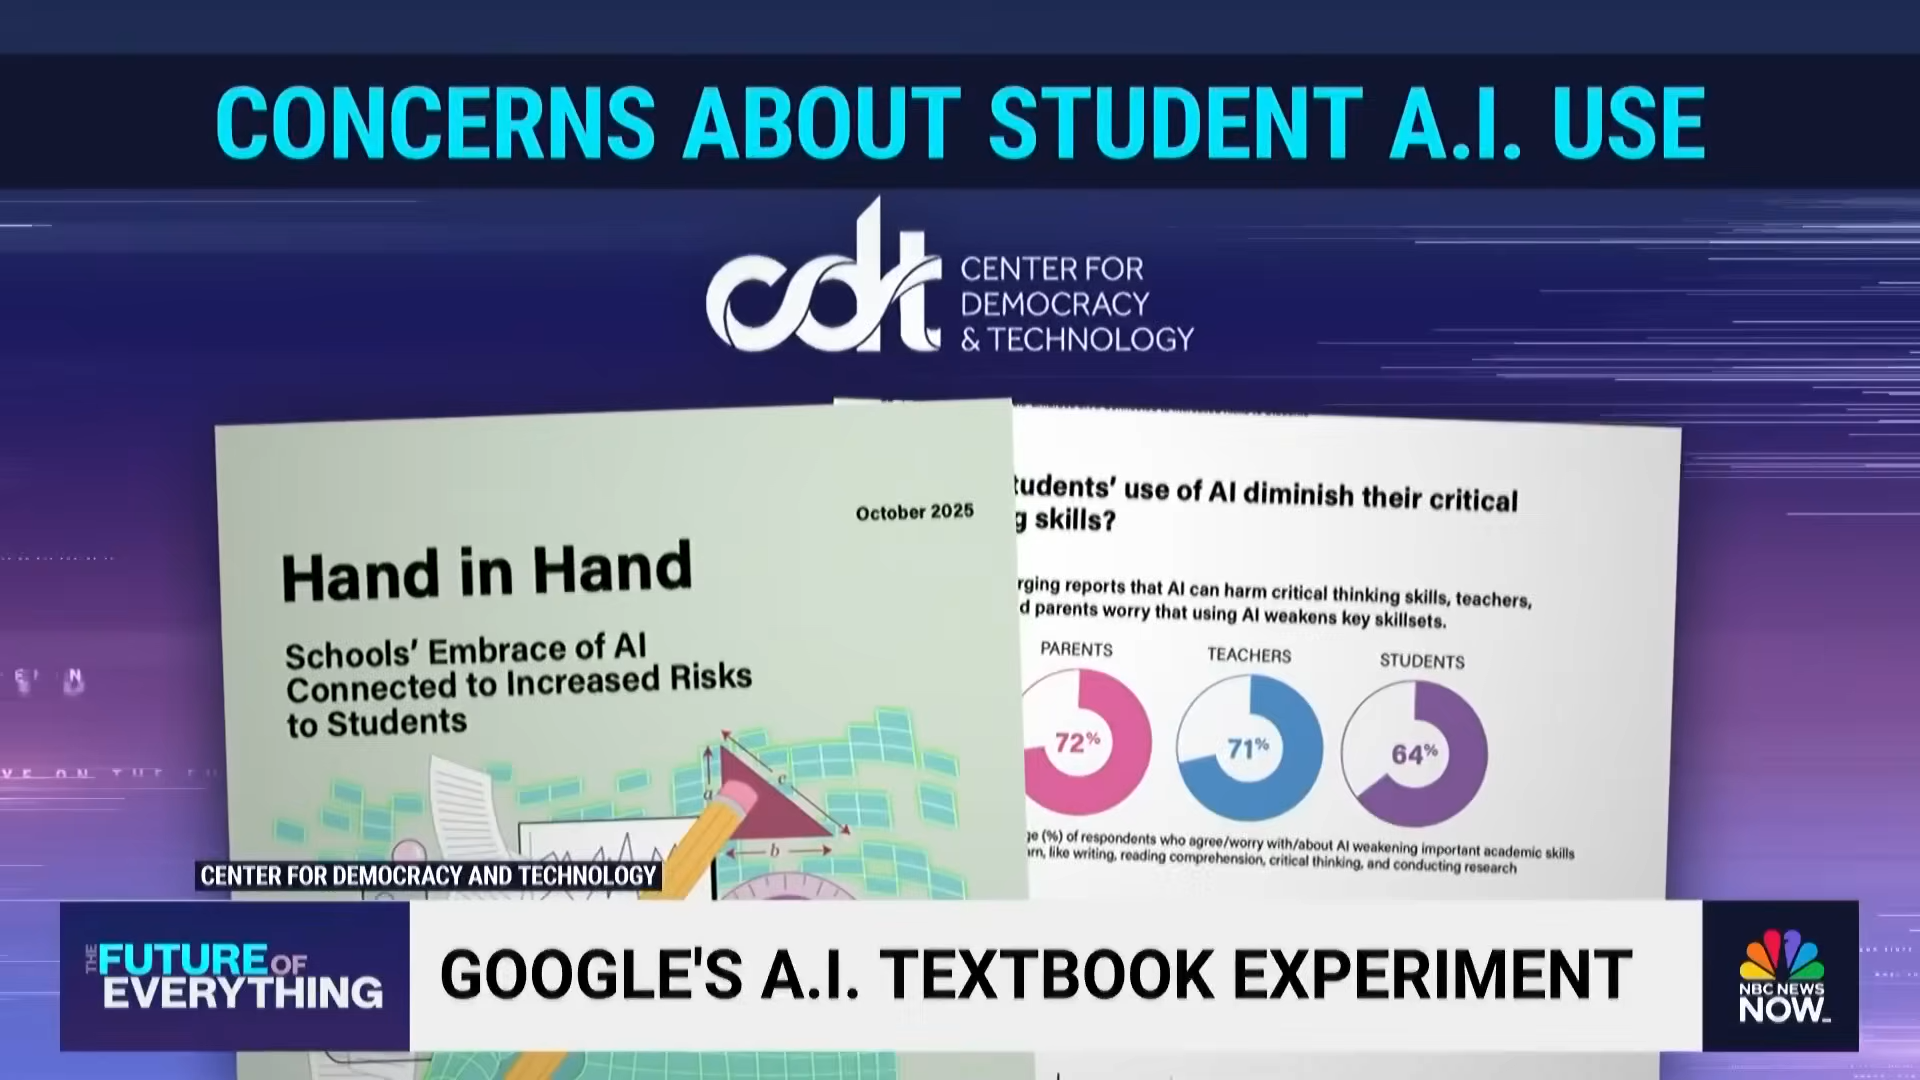 CONCERNS ABOUT STUDENT A.I. USE
cdt
CENTER FOR
DEMOCRACY
& TECHNOLOGY
October 2025
Hand in Hand
Schools' Embrace of AI
Connected to Increased Risks
to Students
a
c
b
tudents' use of AI diminish their critical
g skills?
rging reports that AI can harm critical thinking skills, teachers,
d parents worry that using AI weakens key skillsets.
PARENTS
TEACHERS
STUDENTS
72%
71%
64%
ge (%) of respondents who agree/worry with/about AI weakening important academic skills
rn, like writing, reading comprehension, critical thinking, and conducting research
CENTER FOR DEMOCRACY AND TECHNOLOGY
THE
FUTURE OF
EVERYTHING
GOOGLE'S A.I. TEXTBOOK EXPERIMENT
NBC NEWS
NOW